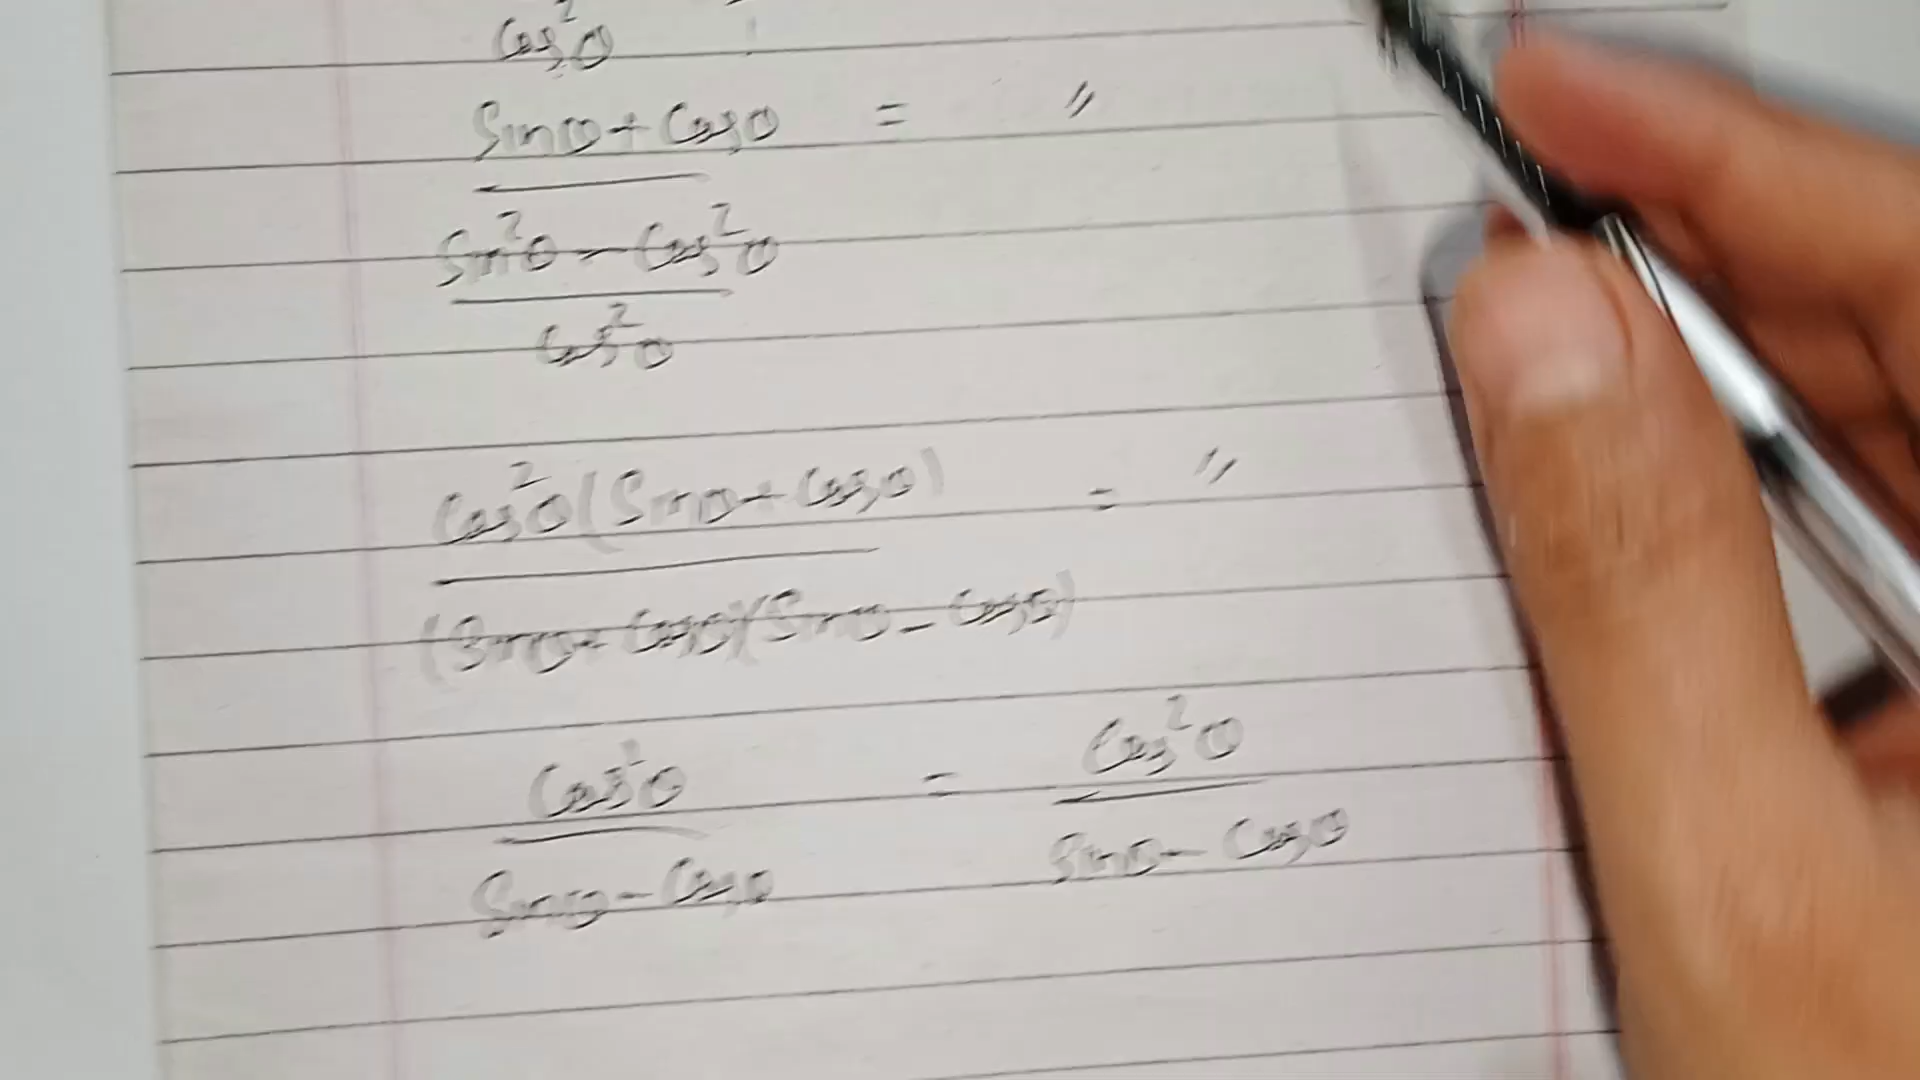 cos²θ
sinθ + cosθ = "
sin²θ - cos²θ
cos²θ
cos²θ(sinθ + cosθ) = "
(sinθ + cosθ)(sinθ - cosθ)
cos²θ = cos²θ
sinθ - cosθ sinθ - cosθ